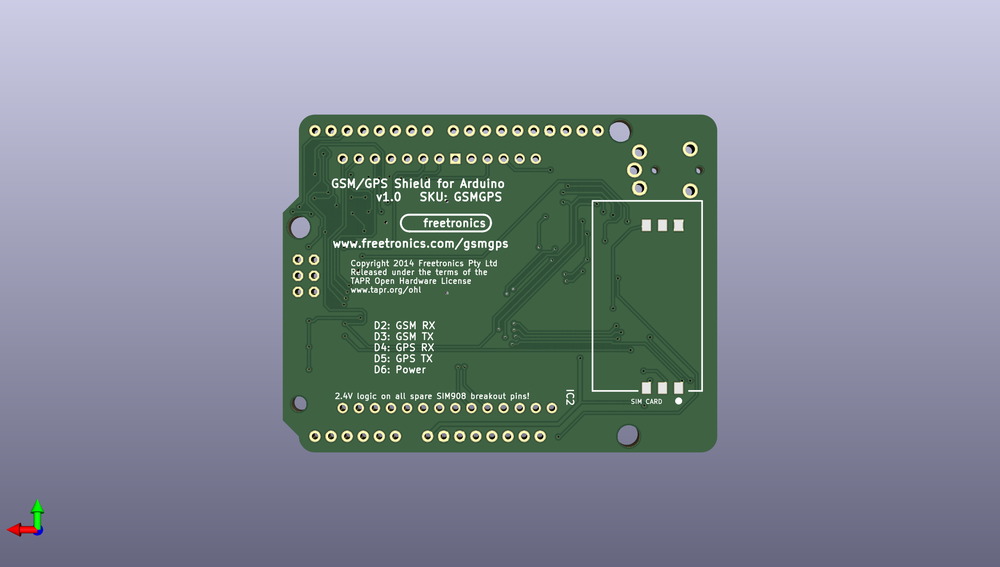 GSM/GPS Shield for Arduino
v1.0 SKU: GSMGPS
freetronics
www.freetronics.com/gsmgps
Copyright 2014 Freetronics Pty Ltd
Released under the terms of the
TAPR Open Hardware License
www.tapr.org/ohl
D2: GSM RX
D3: GSM TX
D4: GPS RX
D5: GPS TX
D6: Power
2.4V logic on all spare SIM908 breakout pins!
IC2
SIM CARD